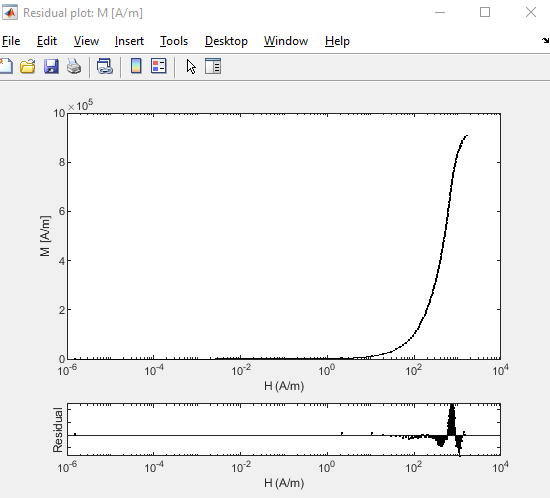 Residual plot: M [A/m]
File Edit View Insert Tools Desktop Window Help
×10⁵
10
8
6
4
2
0
M [A/m]
10⁻⁶ 10⁻⁴ 10⁻² 10⁰ 10² 10⁴
H (A/m)
Residual
10⁻⁶ 10⁻⁴ 10⁻² 10⁰ 10² 10⁴
H (A/m)